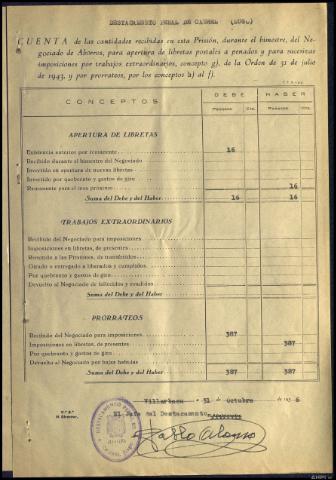 DESTACAMENTO PENAL DE
CUENTA de las cantidades recibidas en esta Prisión, durante el bimestre, del Ne-
gociado de Ahorros, para apertura de libretas postales a penados y para sucesivas
imposiciones por trabajos extraordinarios, concepto g), de la Orden de 31 de julio
de 1943, y por prorrateos, por los conceptos a) al f).
CONCEPTOS DEBE HABER
Pesetas Cts. Pesetas Cts.
APERTURA DE LIBRETAS
Existencia anterior por remanente 16
Recibido durante el bimestre del Negociado
Invertido en apertura de nuevas libretas
Invertido por quebranto y gastos de giro
Remanente para el mes próximo 16
Suma del Debe y del Haber 16 16
TRABAJOS EXTRAORDINARIOS
Recibido del Negociado para imposiciones
Imposiciones en libretas, de presentes
Remitido a las Prisiones, de trasladados
Girado o entregado a liberados y cumplidos
Por quebranto y gastos de giro
Devuelto al Negociado de fallecidos y evadidos
Suma del Debe y del Haber
PRORRATEOS
Recibido del Negociado para imposiciones 387
Imposiciones en libretas, de presentes 387
Por quebranto y gastos de giro
Devuelto al Negociado por bajas habidas
Suma del Debe y del Haber 387 387
31 Octubre
V.º B.º
El Director,
El Jefe del Destacamento
Pablo Alonso